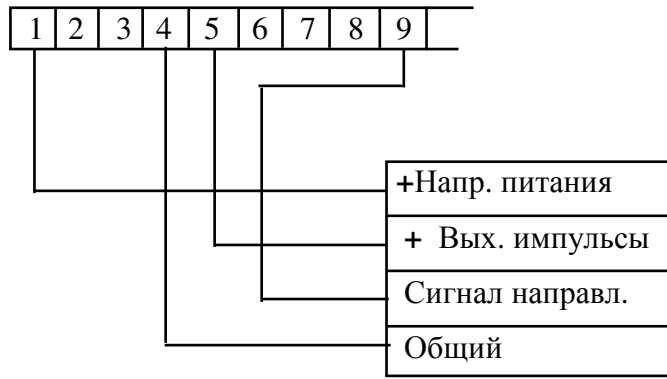 1 2 3 4 5 6 7 8 9
+Напр. питания
+ Вых. импульсы
Сигнал направл.
Общий